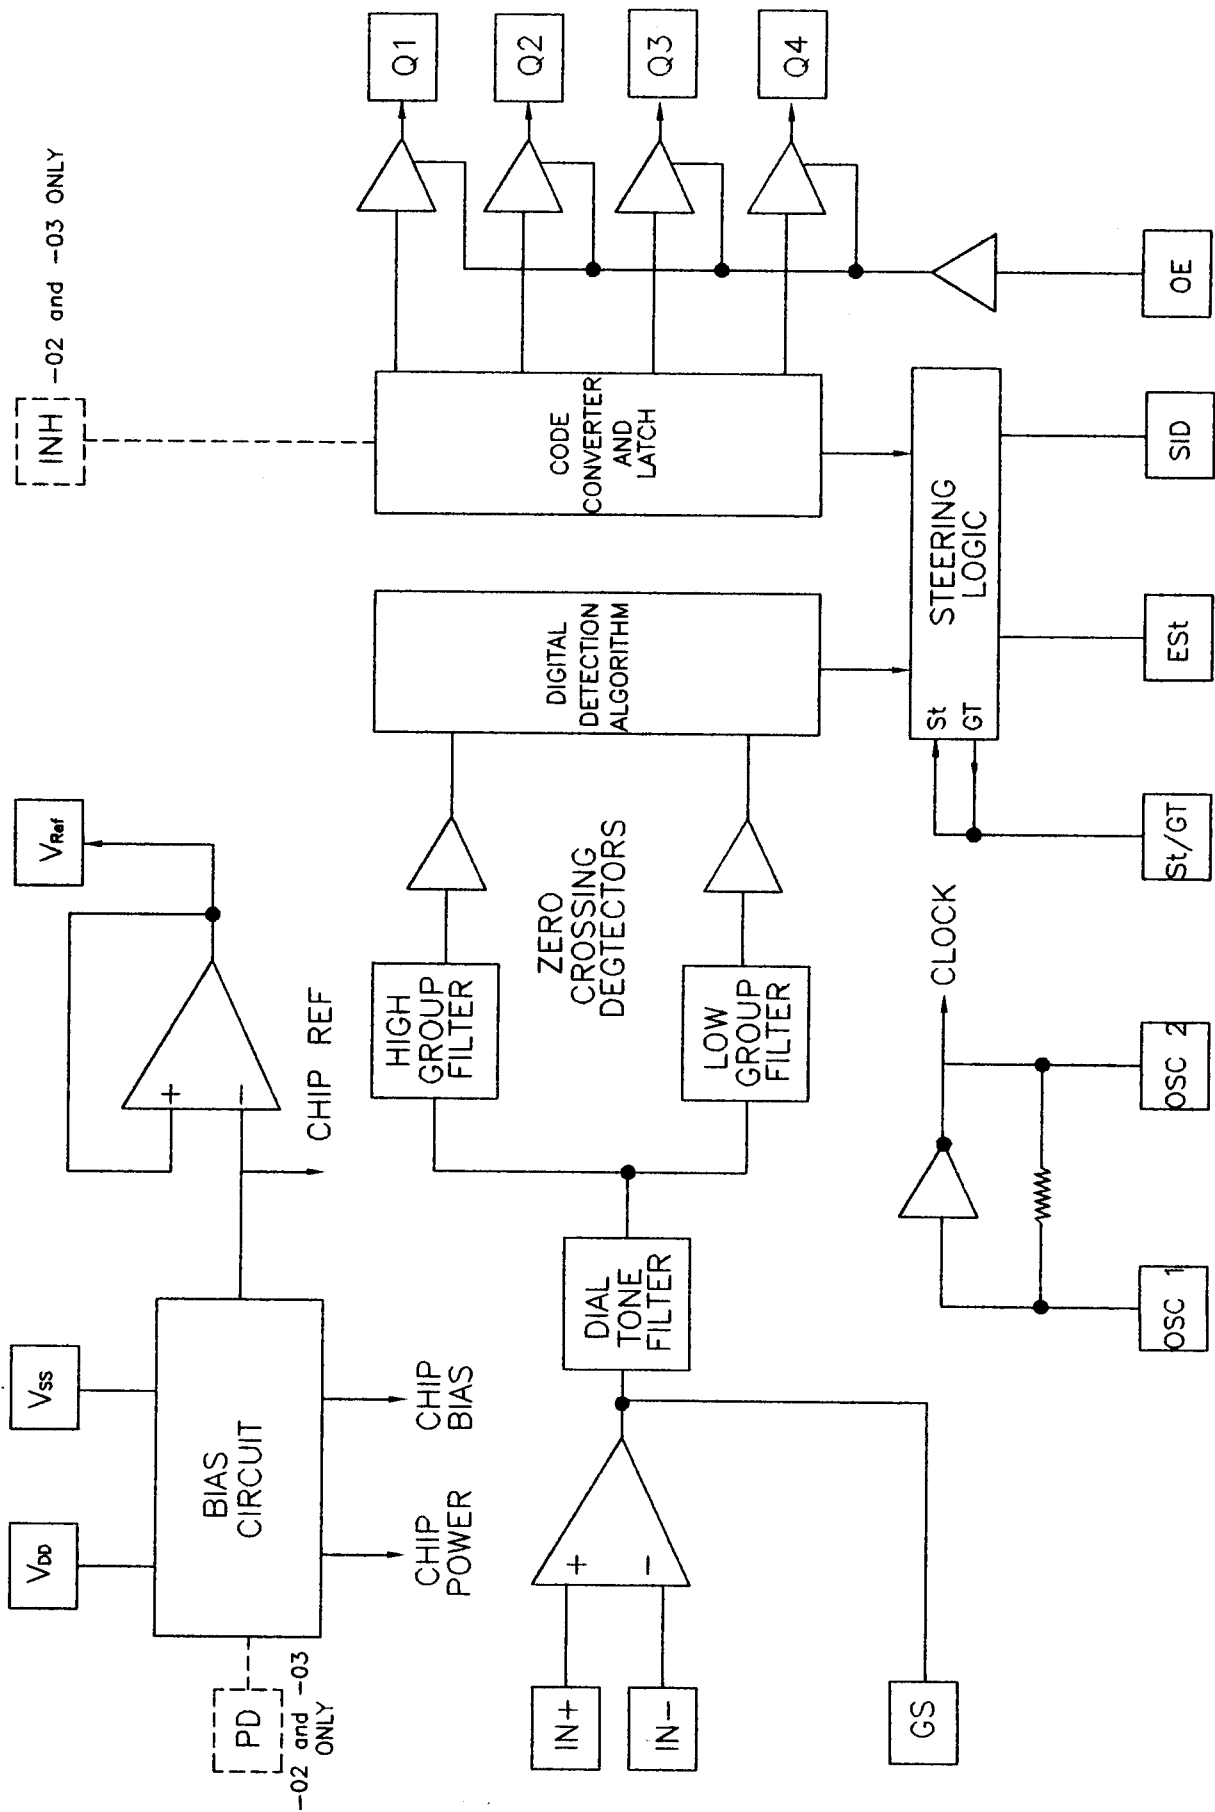 VDD
VSS
VRef
INH
-02 and -03 ONLY
PD
-02 and -03
ONLY
BIAS
CIRCUIT
+
−
CHIP REF
CHIP
POWER
CHIP
BIAS
Q1
Q2
Q3
Q4
HIGH
GROUP
FILTER
ZERO
CROSSING
DEGTECTORS
LOW
GROUP
FILTER
DIGITAL
DETECTION
ALGORITHM
CODE
CONVERTER
AND
LATCH
IN+
IN−
+
−
DIAL
TONE
FILTER
GS
CLOCK
St
GT
STEERING
LOGIC
OSC 1
OSC 2
St/GT
ESt
SID
OE